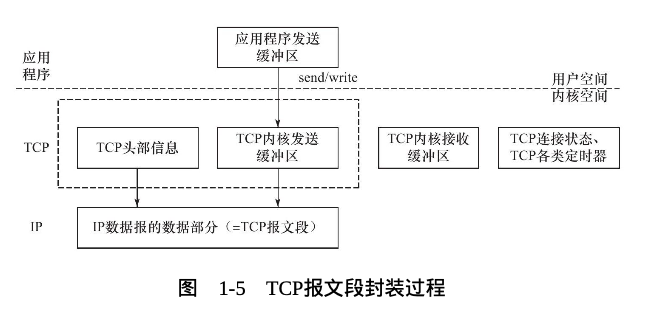 应用程序发送
缓冲区
应用
程序
send/write
用户空间
内核空间
TCP
TCP头部信息
TCP内核发送
缓冲区
TCP内核接收
缓冲区
TCP连接状态、
TCP各类定时器
IP
IP数据报的数据部分（=TCP报文段）
图 1-5 TCP报文段封装过程